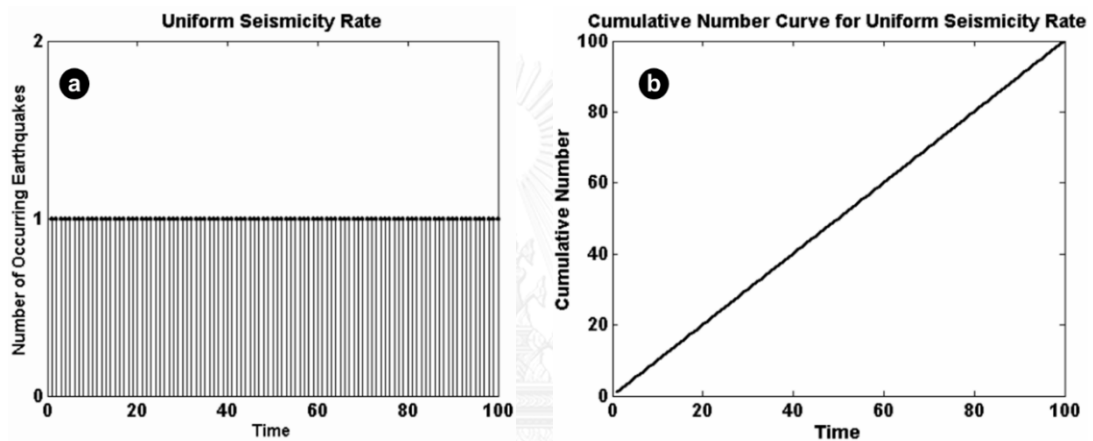 Uniform Seismicity Rate
2
1
0
Number of Occurring Earthquakes
a
0 20 40 60 80 100
Time
Cumulative Number Curve for Uniform Seismicity Rate
100
80
60
40
20
0
Cumulative Number
b
0 20 40 60 80 100
Time